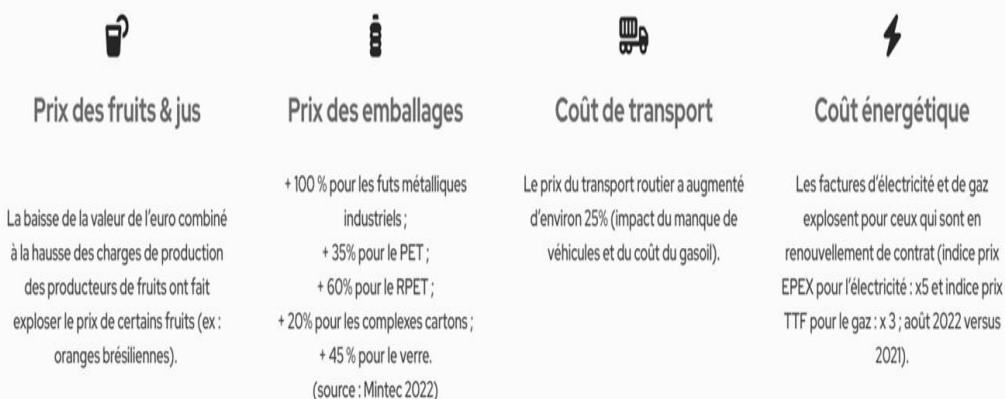 Prix des fruits & jus
La baisse de la valeur de l'euro combiné
à la hausse des charges de production
des producteurs de fruits ont fait
exploser le prix de certains fruits (ex :
oranges brésiliennes).
Prix des emballages
+ 100 % pour les futs métalliques
industriels ;
+ 35% pour le PET ;
+ 60% pour le RPET ;
+ 20% pour les complexes cartons ;
+ 45 % pour le verre.
(source : Mintec 2022)
Coût de transport
Le prix du transport routier a augmenté
d'environ 25% (impact du manque de
véhicules et du coût du gasoil).
Coût énergétique
Les factures d'électricité et de gaz
explosent pour ceux qui sont en
renouvellement de contrat (indice prix
EPEX pour l'électricité : x5 et indice prix
TTF pour le gaz : x 3 ; août 2022 versus
2021).